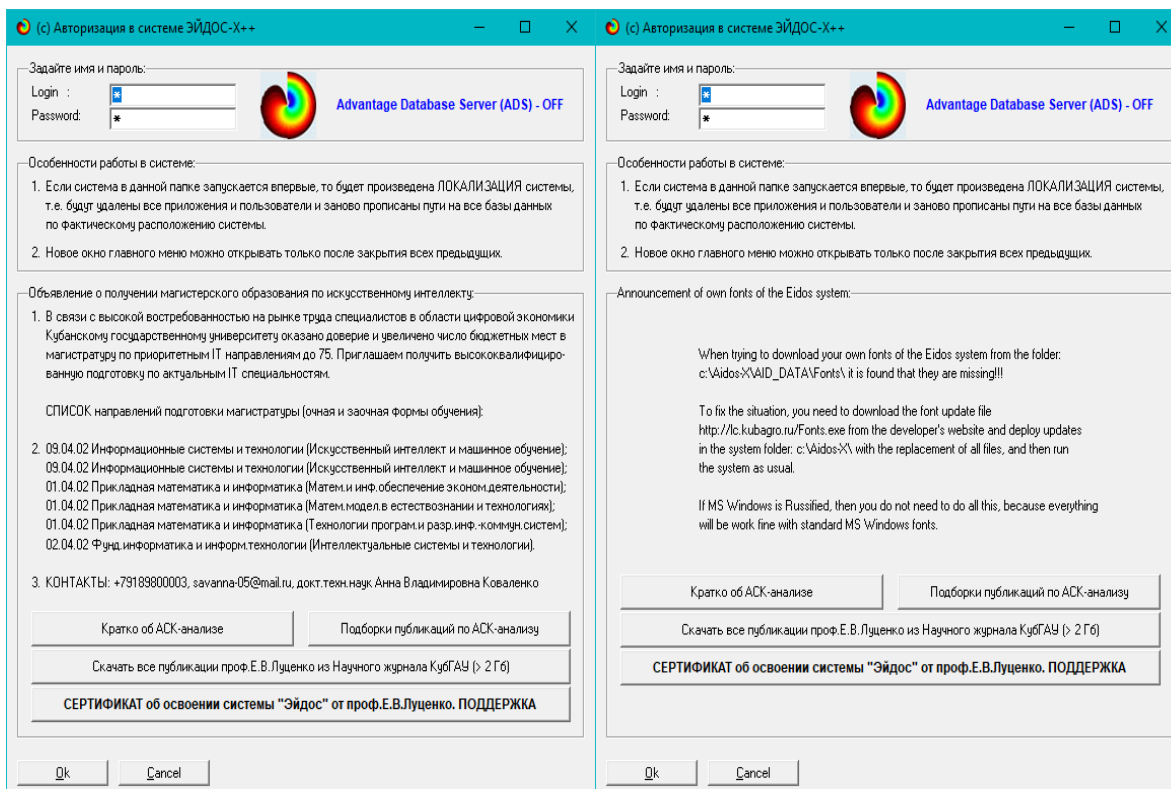 (c) Авторизация в системе ЭЙДОС-X++
Задайте имя и пароль:
Login :
*
Password:
*
Advantage Database Server (ADS) - OFF
Особенности работы в системе:
1. Если система в данной папке запускается впервые, то будет произведена ЛОКАЛИЗАЦИЯ системы,
т.е. будут удалены все приложения и пользователи и заново прописаны пути на все базы данных
по фактическому расположению системы.
2. Новое окно главного меню можно открывать только после закрытия всех предыдущих.
Объявление о получении магистерского образования по искусственному интеллекту:
1. В связи с высокой востребованностью на рынке труда специалистов в области цифровой экономики
Кубанскому государственному университету оказано доверие и увеличено число бюджетных мест в
магистратуру по приоритетным IT направлениям до 75. Приглашаем получить высококвалифициро-
ванную подготовку по актуальным IT специальностям.
СПИСОК направлений подготовки магистратуры (очная и заочная формы обучения):
2. 09.04.02 Информационные системы и технологии (Искусственный интеллект и машинное обучение);
09.04.02 Информационные системы и технологии (Искусственный интеллект и машинное обучение);
01.04.02 Прикладная математика и информатика (Матем.и инф.обеспечение эконом.деятельности);
01.04.02 Прикладная математика и информатика (Матем.модел.в естествознании и технологиях);
01.04.02 Прикладная математика и информатика (Технологии програм.и разр.инф.-коммун.систем);
02.04.02 Фунд.информатика и информ.технологии (Интеллектуальные системы и технологии).
3. КОНТАКТЫ: +79189800003, savanna-05@mail.ru, докт.техн.наук Анна Владимировна Коваленко
Кратко об АСК-анализе
Подборки публикаций по АСК-анализу
Скачать все публикации проф.Е.В.Луценко из Научного журнала КубГАУ (> 2 Гб)
СЕРТИФИКАТ об освоении системы "Эйдос" от проф.Е.В.Луценко. ПОДДЕРЖКА
Ok
Cancel
(c) Авторизация в системе ЭЙДОС-X++
Задайте имя и пароль:
Login :
*
Password:
*
Advantage Database Server (ADS) - OFF
Особенности работы в системе:
1. Если система в данной папке запускается впервые, то будет произведена ЛОКАЛИЗАЦИЯ системы,
т.е. будут удалены все приложения и пользователи и заново прописаны пути на все базы данных
по фактическому расположению системы.
2. Новое окно главного меню можно открывать только после закрытия всех предыдущих.
Announcement of own fonts of the Eidos system:
When trying to download your own fonts of the Eidos system from the folder:
c:\Aidos-X\AID_DATA\Fonts\ it is found that they are missing!!!
To fix the situation, you need to download the font update file
http://lc.kubagro.ru/Fonts.exe from the developer's website and deploy updates
in the system folder: c:\Aidos-X\ with the replacement of all files, and then run
the system as usual.
If MS Windows is Russified, then you do not need to do all this, because everything
will be work fine with standard MS Windows fonts.
Кратко об АСК-анализе
Подборки публикаций по АСК-анализу
Скачать все публикации проф.Е.В.Луценко из Научного журнала КубГАУ (> 2 Гб)
СЕРТИФИКАТ об освоении системы "Эйдос" от проф.Е.В.Луценко. ПОДДЕРЖКА
Ok
Cancel